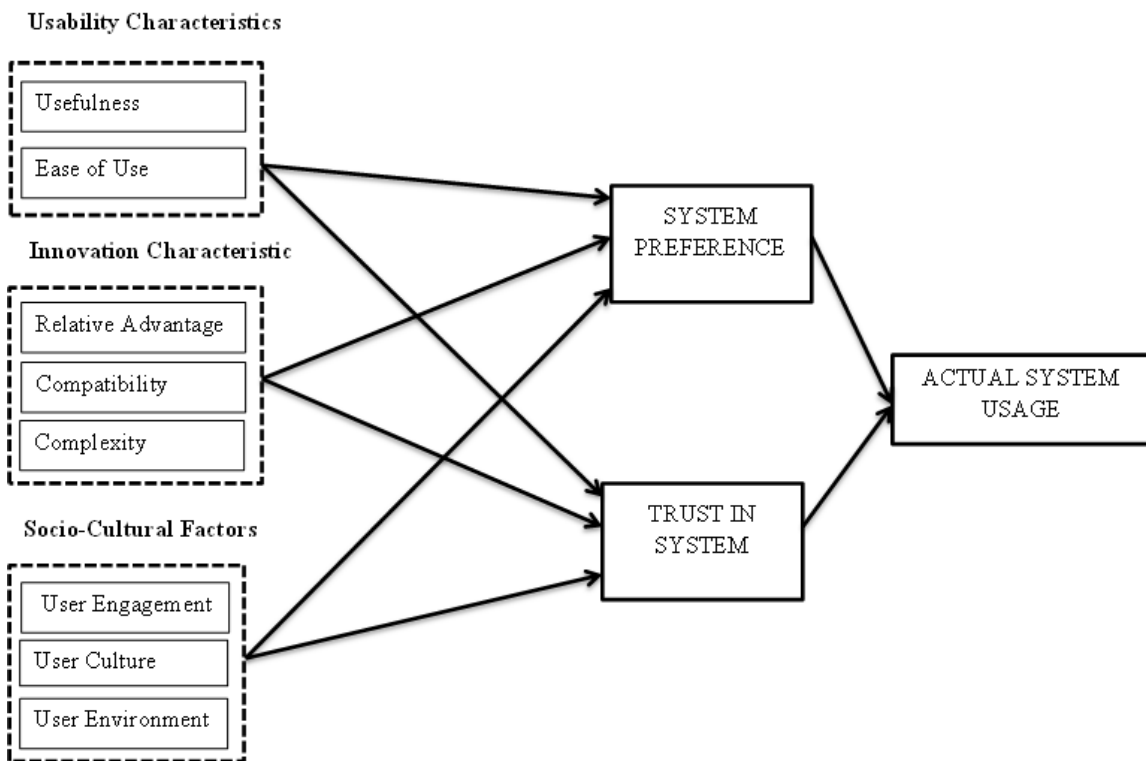 Usability Characteristics
Usefulness
Ease of Use
Innovation Characteristic
Relative Advantage
Compatibility
Complexity
Socio-Cultural Factors
User Engagement
User Culture
User Environment
SYSTEM
PREFERENCE
TRUST IN
SYSTEM
ACTUAL SYSTEM
USAGE